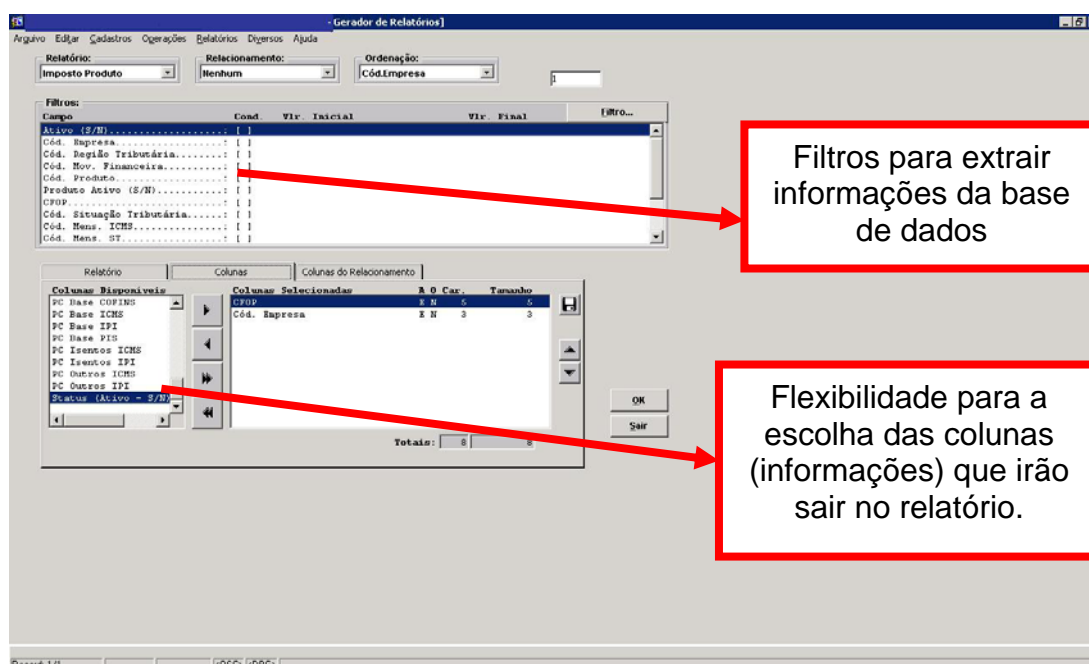 - Gerador de Relatórios]
Arquivo Editar Cadastros Operações Relatórios Diversos Ajuda
Relatório: Relacionamento: Ordenação:
Imposto Produto Nenhum Cód.Empresa 1
Filtros: Filtro...
Campo Cond. Vlr. Inicial Vlr. Final
Ativo (S/N)...................: [ ]
Cód. Empresa..................: [ ]
Cód. Região Tributária........: [ ]
Cód. Mov. Financeira..........: [ ]
Cód. Produto..................: [ ]
Produto Ativo (S/N)...........: [ ]
CFOP..........................: [ ]
Cód. Situação Tributária......: [ ]
Cód. Mens. ICMS...............: [ ]
Cód. Mens. ST.................: [ ]
Filtros para extrair
informações da base
de dados
Relatório Colunas Colunas do Relacionamento
Colunas Disponíveis Colunas Selecionadas A O Car. Tamanho
PC Base COFINS CFOP E N 5 5
PC Base ICMS Cód. Empresa E N 3 3
PC Base IPI
PC Base PIS
PC Isentos ICMS
PC Isentos IPI
PC Outros ICMS
PC Outros IPI
Status (Ativo - S/N)
OK
Sair
Totais: 8 8
Flexibilidade para a
escolha das colunas
(informações) que irão
sair no relatório.